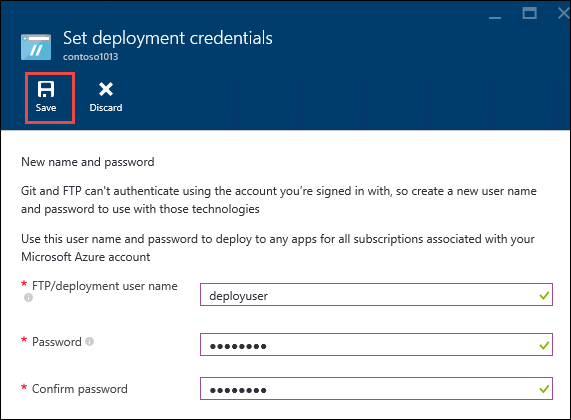 Set deployment credentials
contoso1013
Save
Discard
New name and password
Git and FTP can't authenticate using the account you're signed in with, so create a new user name
and password to use with those technologies
Use this user name and password to deploy to any apps for all subscriptions associated with your
Microsoft Azure account
* FTP/deployment user name
deployuser
* Password
●●●●●●●●
* Confirm password
●●●●●●●●